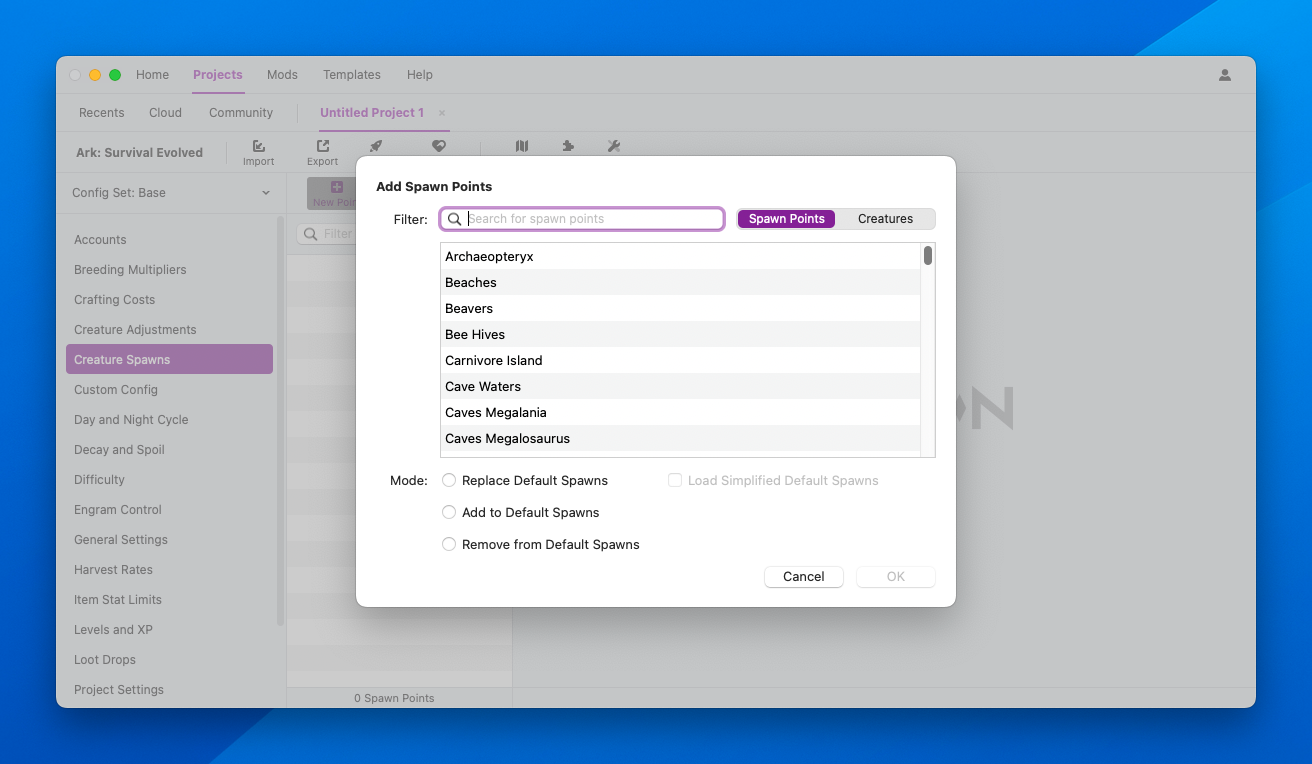 Home Projects Mods Templates Help
Recents Cloud Community Untitled Project 1 ×
Ark: Survival Evolved Import Export
Config Set: Base
New Poin
Filter
Accounts
Breeding Multipliers
Crafting Costs
Creature Adjustments
Creature Spawns
Custom Config
Day and Night Cycle
Decay and Spoil
Difficulty
Engram Control
General Settings
Harvest Rates
Item Stat Limits
Levels and XP
Loot Drops
Project Settings
0 Spawn Points
Add Spawn Points
Filter: Search for spawn points Spawn Points Creatures
Archaeopteryx
Beaches
Beavers
Bee Hives
Carnivore Island
Cave Waters
Caves Megalania
Caves Megalosaurus
Mode: Replace Default Spawns Load Simplified Default Spawns
Add to Default Spawns
Remove from Default Spawns
Cancel OK
N